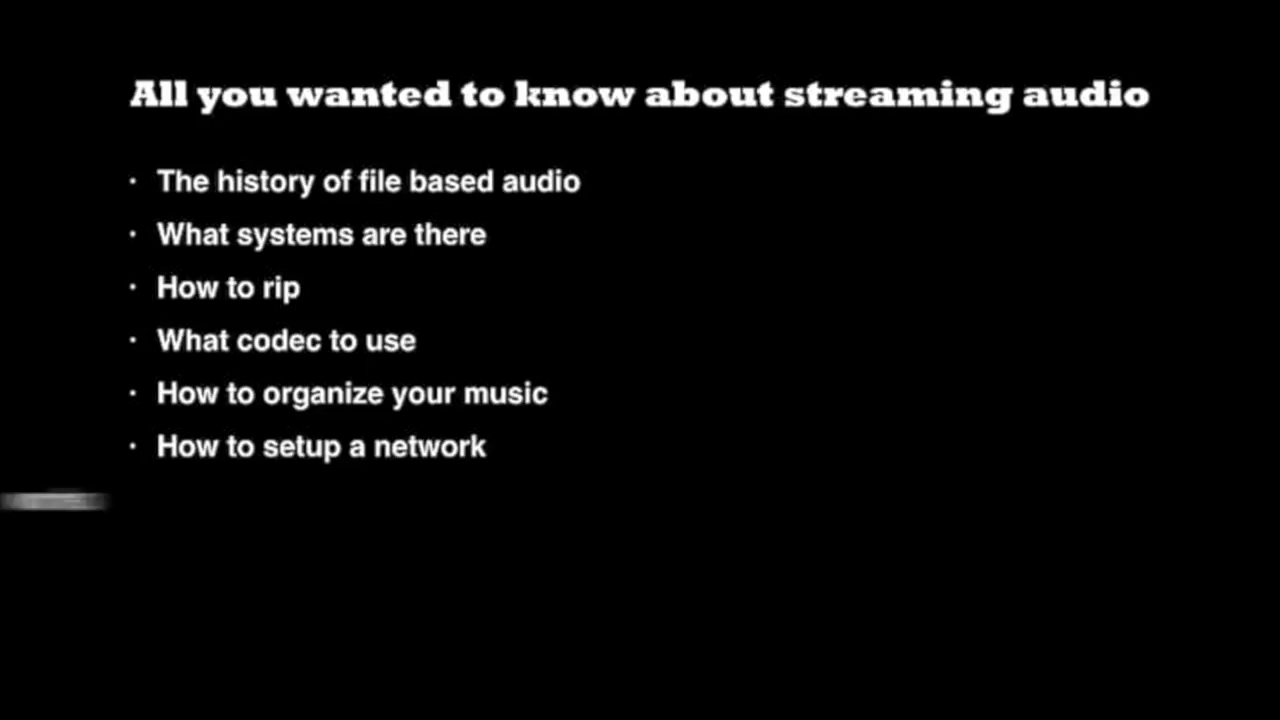 All you wanted to know about streaming audio
· The history of file based audio
· What systems are there
· How to rip
· What codec to use
· How to organize your music
· How to setup a network